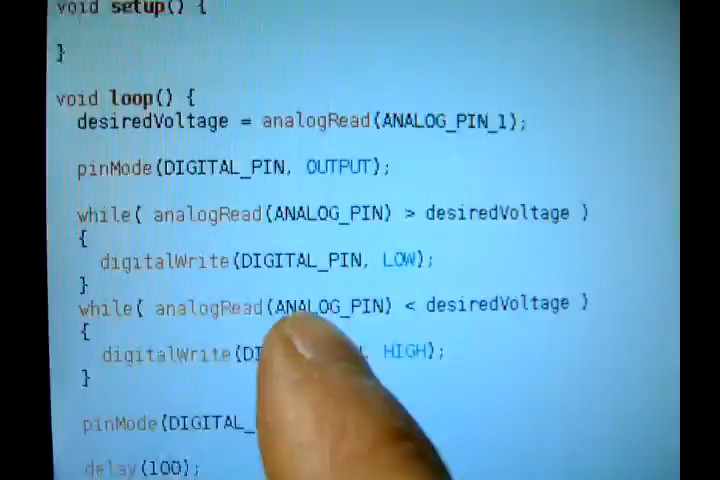 void setup() {
}
void loop() {
desiredVoltage = analogRead(ANALOG_PIN_1);
pinMode(DIGITAL_PIN, OUTPUT);
while( analogRead(ANALOG_PIN) > desiredVoltage )
{
digitalWrite(DIGITAL_PIN, LOW);
}
while( analogRead(ANALOG_PIN) < desiredVoltage )
{
digitalWrite( , HIGH);
}
pinMode(DIGITAL_
delay(100);